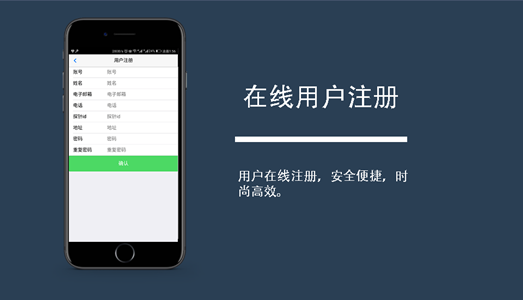 用户注册
账号 账号
姓名 姓名
电子邮箱 电子邮箱
电话 电话
探针id 探针id
地址 地址
密码 密码
重复密码 重复密码
确认
在线用户注册
用户在线注册，安全便捷，时
尚高效。